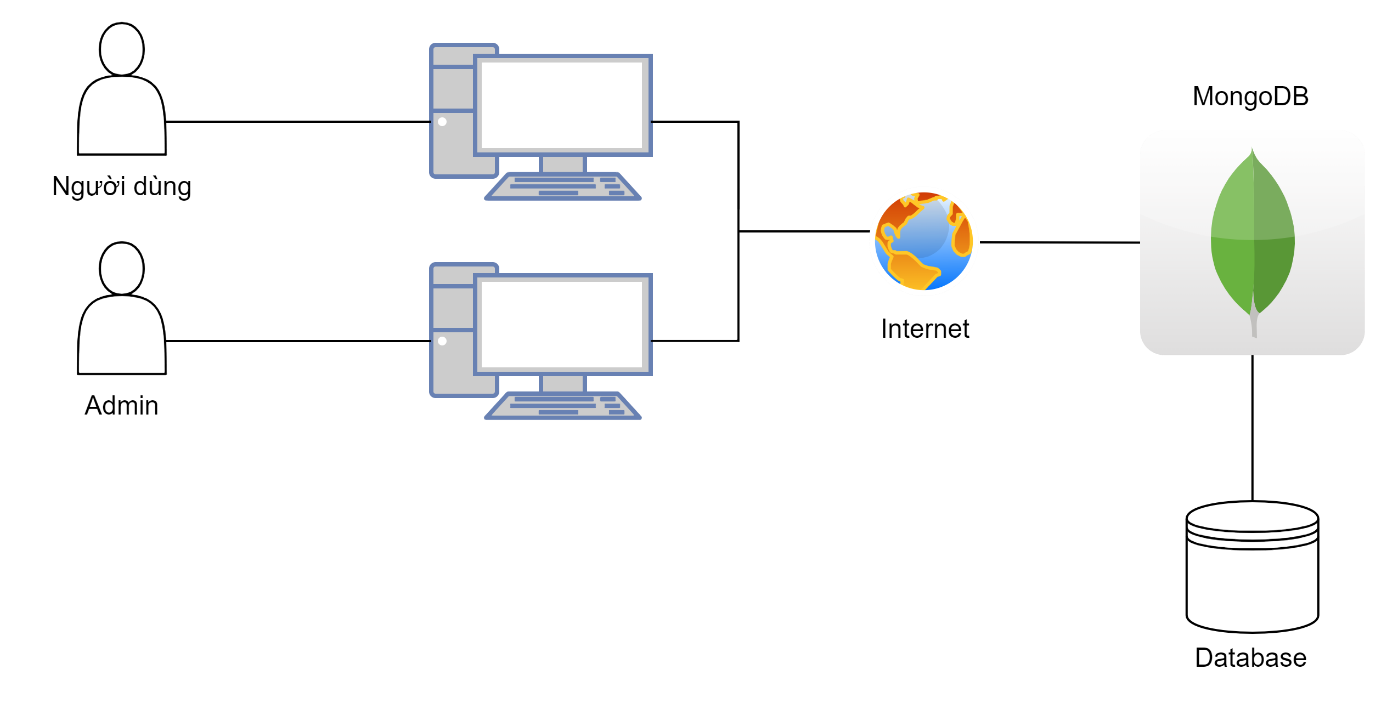 MongoDB
Người dùng
Internet
Admin
Database